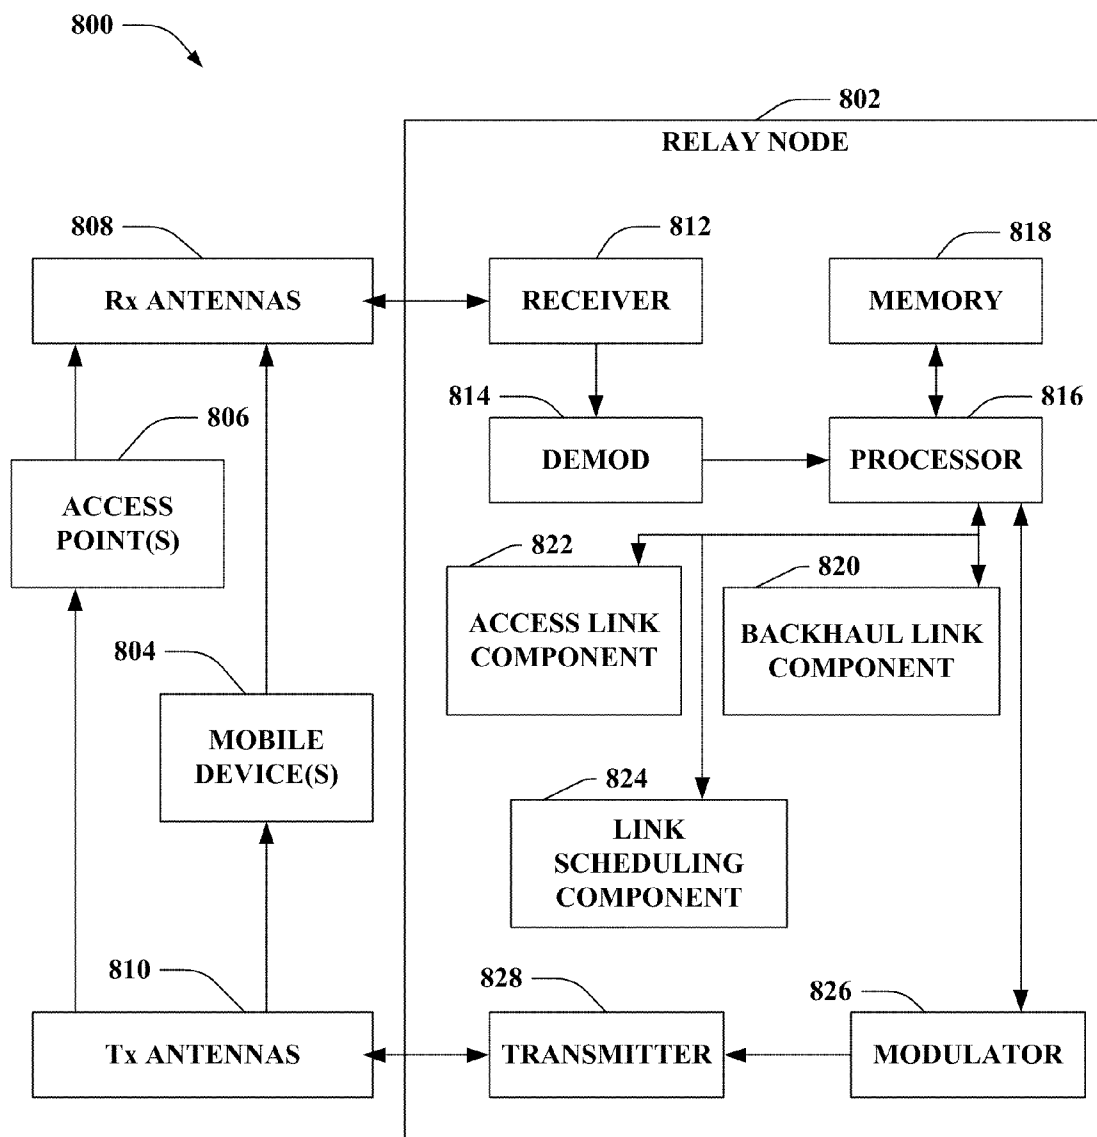 800
802
RELAY NODE
808
812
818
Rx ANTENNAS
RECEIVER
MEMORY
806
814
816
DEMOD
PROCESSOR
ACCESS
POINT(S)
822
820
ACCESS LINK
COMPONENT
BACKHAUL LINK
COMPONENT
804
MOBILE
DEVICE(S)
824
LINK
SCHEDULING
COMPONENT
810
828
826
Tx ANTENNAS
TRANSMITTER
MODULATOR